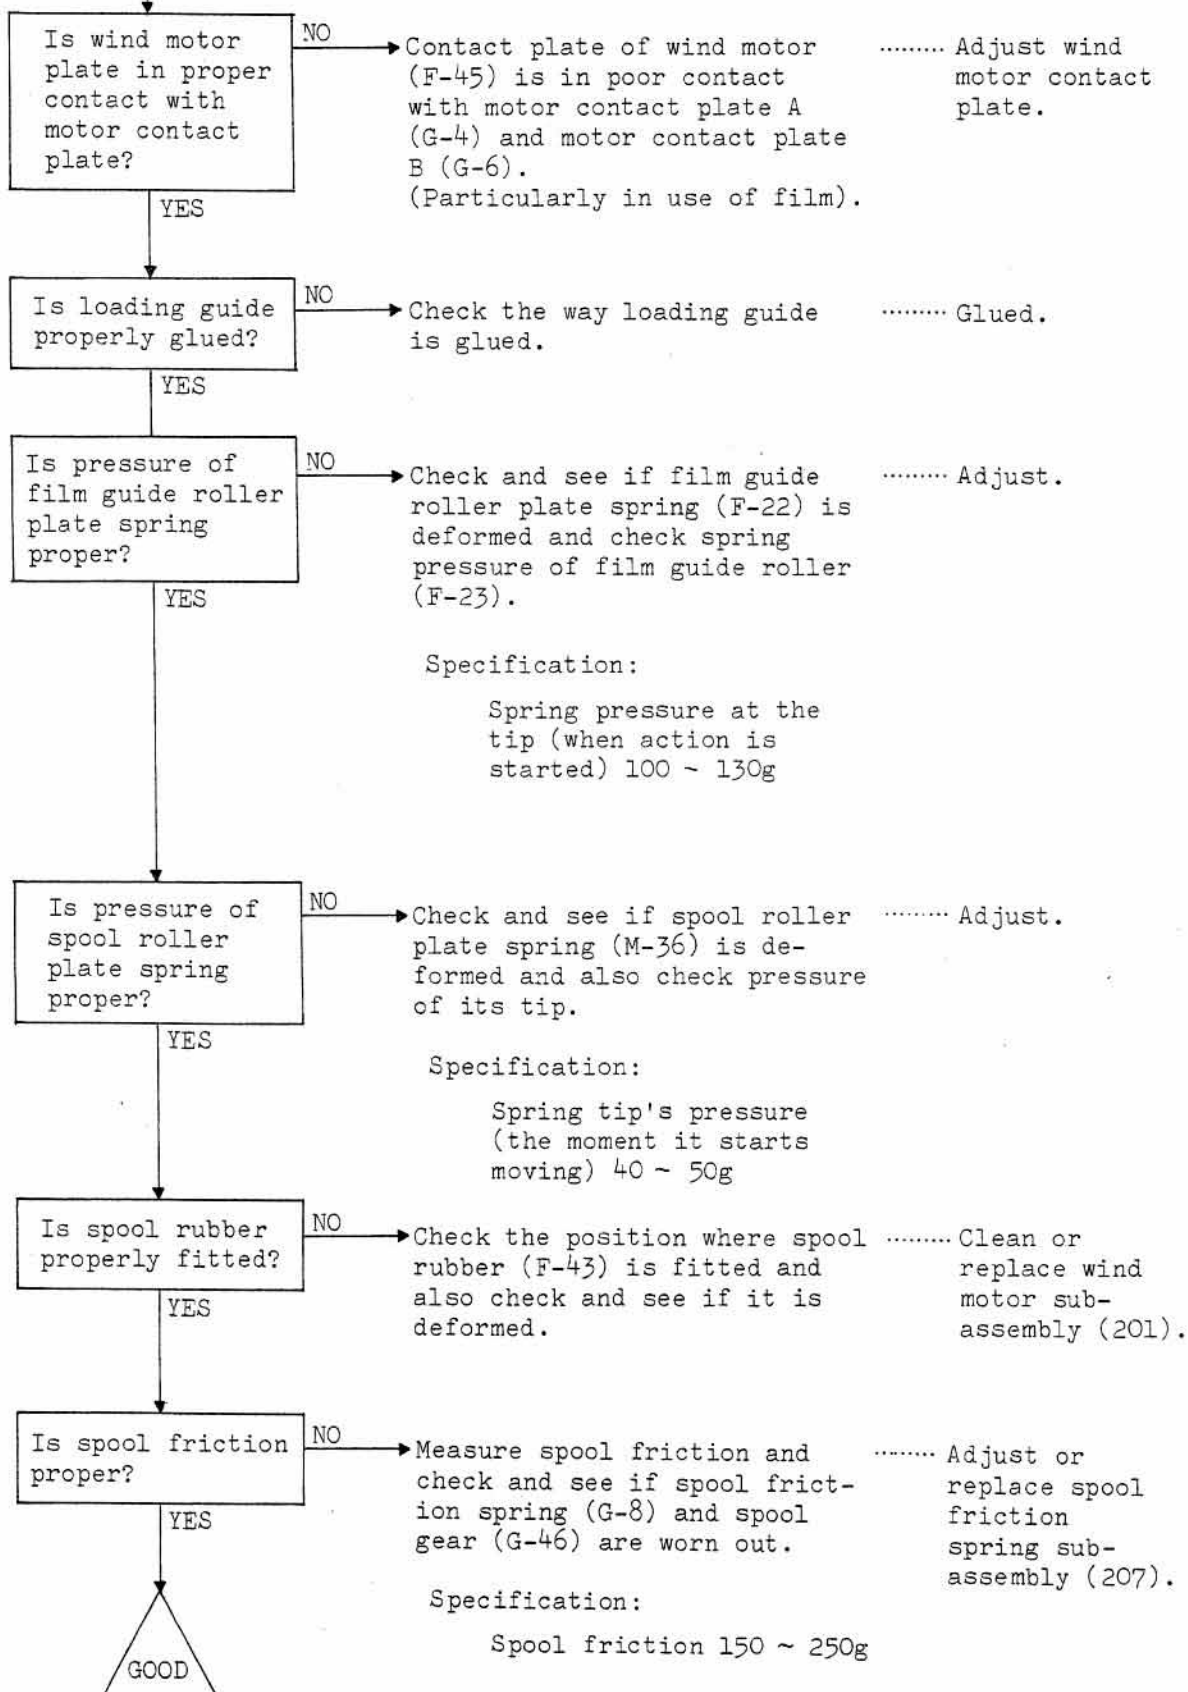 Is wind motor
plate in proper
contact with
motor contact
plate?
NO
Contact plate of wind motor
(F-45) is in poor contact
with motor contact plate A
(G-4) and motor contact plate
B (G-6).
(Particularly in use of film).
......... Adjust wind
motor contact
plate.
YES
Is loading guide
properly glued?
NO
Check the way loading guide
is glued.
......... Glued.
YES
Is pressure of
film guide roller
plate spring
proper?
NO
Check and see if film guide
roller plate spring (F-22) is
deformed and check spring
pressure of film guide roller
(F-23).
......... Adjust.
Specification:
Spring pressure at the
tip (when action is
started) 100 ~ 130g
YES
Is pressure of
spool roller
plate spring
proper?
NO
Check and see if spool roller
plate spring (M-36) is de-
formed and also check pressure
of its tip.
......... Adjust.
Specification:
Spring tip's pressure
(the moment it starts
moving) 40 ~ 50g
YES
Is spool rubber
properly fitted?
NO
Check the position where spool
rubber (F-43) is fitted and
also check and see if it is
deformed.
......... Clean or
replace wind
motor sub-
assembly (201).
YES
Is spool friction
proper?
NO
Measure spool friction and
check and see if spool frict-
ion spring (G-8) and spool
gear (G-46) are worn out.
......... Adjust or
replace spool
friction
spring sub-
assembly (207).
Specification:
Spool friction 150 ~ 250g
YES
GOOD